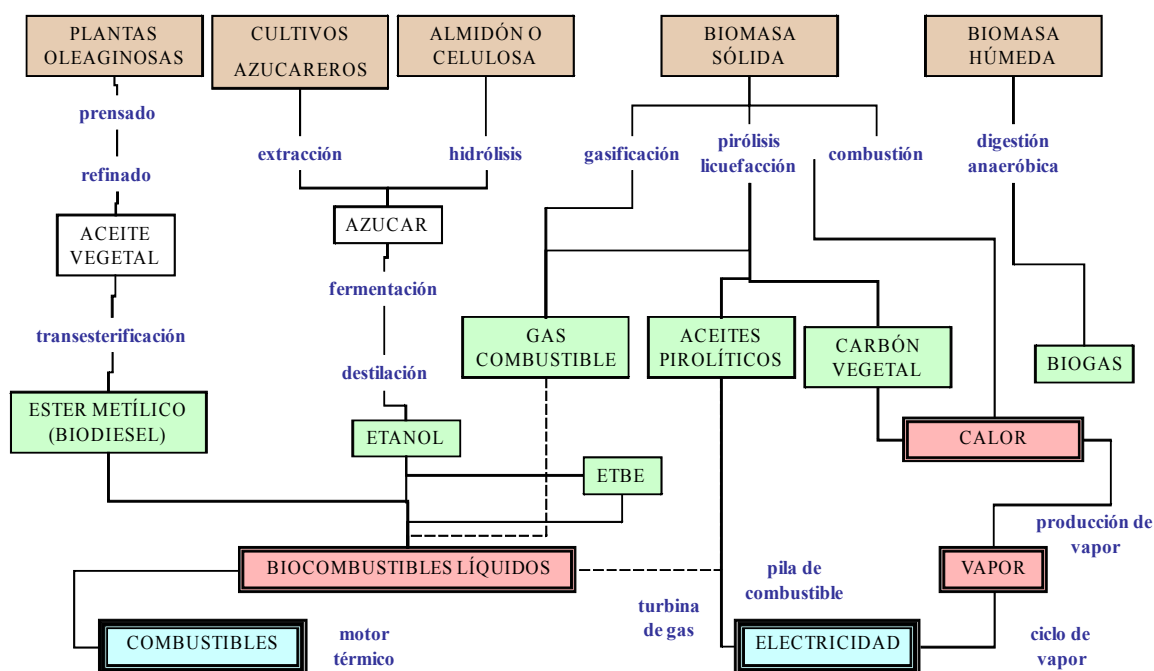 PLANTAS
OLEAGINOSAS
CULTIVOS
AZUCAREROS
ALMIDÓN O
CELULOSA
BIOMASA
SÓLIDA
BIOMASA
HÚMEDA
prensado
extracción
hidrólisis
gasificación
pirólisis
licuefacción
combustión
digestión
anaeróbica
refinado
ACEITE
VEGETAL
AZUCAR
fermentación
transesterificación
GAS
COMBUSTIBLE
ACEITES
PIROLÍTICOS
CARBÓN
VEGETAL
BIOGAS
destilación
ESTER METÍLICO
(BIODIESEL)
ETANOL
CALOR
ETBE
producción de
vapor
BIOCOMBUSTIBLES LÍQUIDOS
pila de
combustible
VAPOR
turbina
de gas
COMBUSTIBLES
motor
térmico
ELECTRICIDAD
ciclo de
vapor